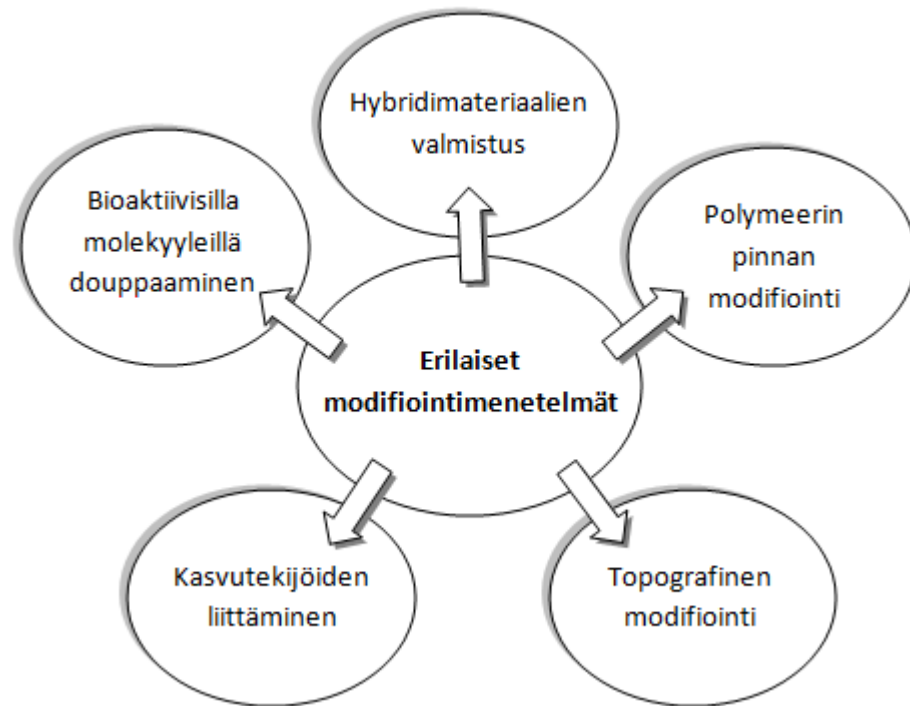 Hybridimateriaalien
valmistus
Bioaktiivisilla
molekyyleillä
douppaaminen
Polymeerin
pinnan
modifiointi
Erilaiset
modifiointimenetelmät
Kasvutekijöiden
liittäminen
Topografinen
modifiointi